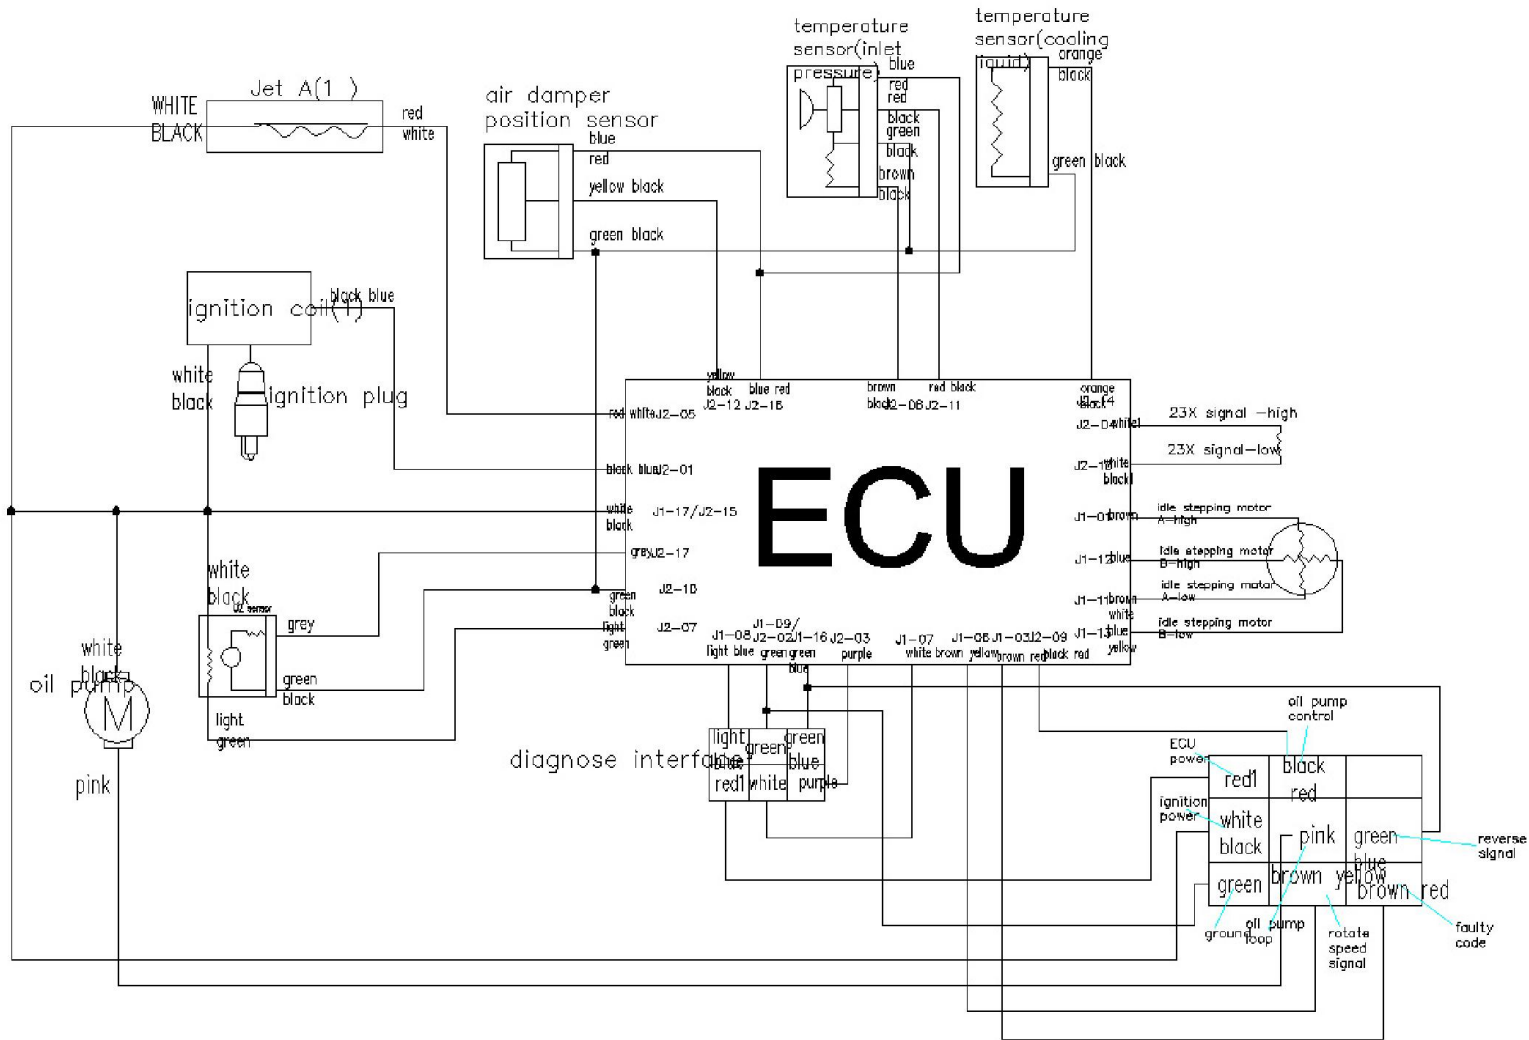 temperature
sensor(cooling
liquid)
orange
black
temperature
sensor(inlet
pressure)
blue
red
red
black
green
black
brown
black
green black
Jet A(1 )
WHITE
BLACK
red
white
air damper
position sensor
blue
red
yellow black
green black
ignition coil(1)
black blue
white
black
ignition plug
yellow
black
J2-12
blue red
J2-16
brown
black
J2-06
red black
J2-11
orange
black
J2-14
red white
J2-05
black blue
J2-01
white
black
J1-17/J2-15
grey
J2-17
J2-10
green
black
light
green
J2-07
ECU
J2-04
white1
23X signal -high
23X signal-low
white
black1
J1-01
brown
idle stepping motor
A-high
J1-12
blue
idle stepping motor
B-high
J1-11
brown
white
idle stepping motor
A-low
J1-13
blue
yellow
idle stepping motor
B-low
J1-08
light blue
J1-09/
J2-02
green
J1-16
green
blue
J2-03
purple
J1-07
white
J1-06
brown yellow
J1-03
brown red
J2-09
black red
white
black
O2 sensor
grey
green
black
light
green
white
black
oil pump
M
pink
diagnose interface
light
blue
green
green
blue
red1
white
purple
oil pump
control
ECU
power
red1
black
red
ignition
power
white
black
pink
green
blue
reverse
signal
green
brown yellow
brown red
ground
oil pump
loop
rotate
speed
signal
faulty
code